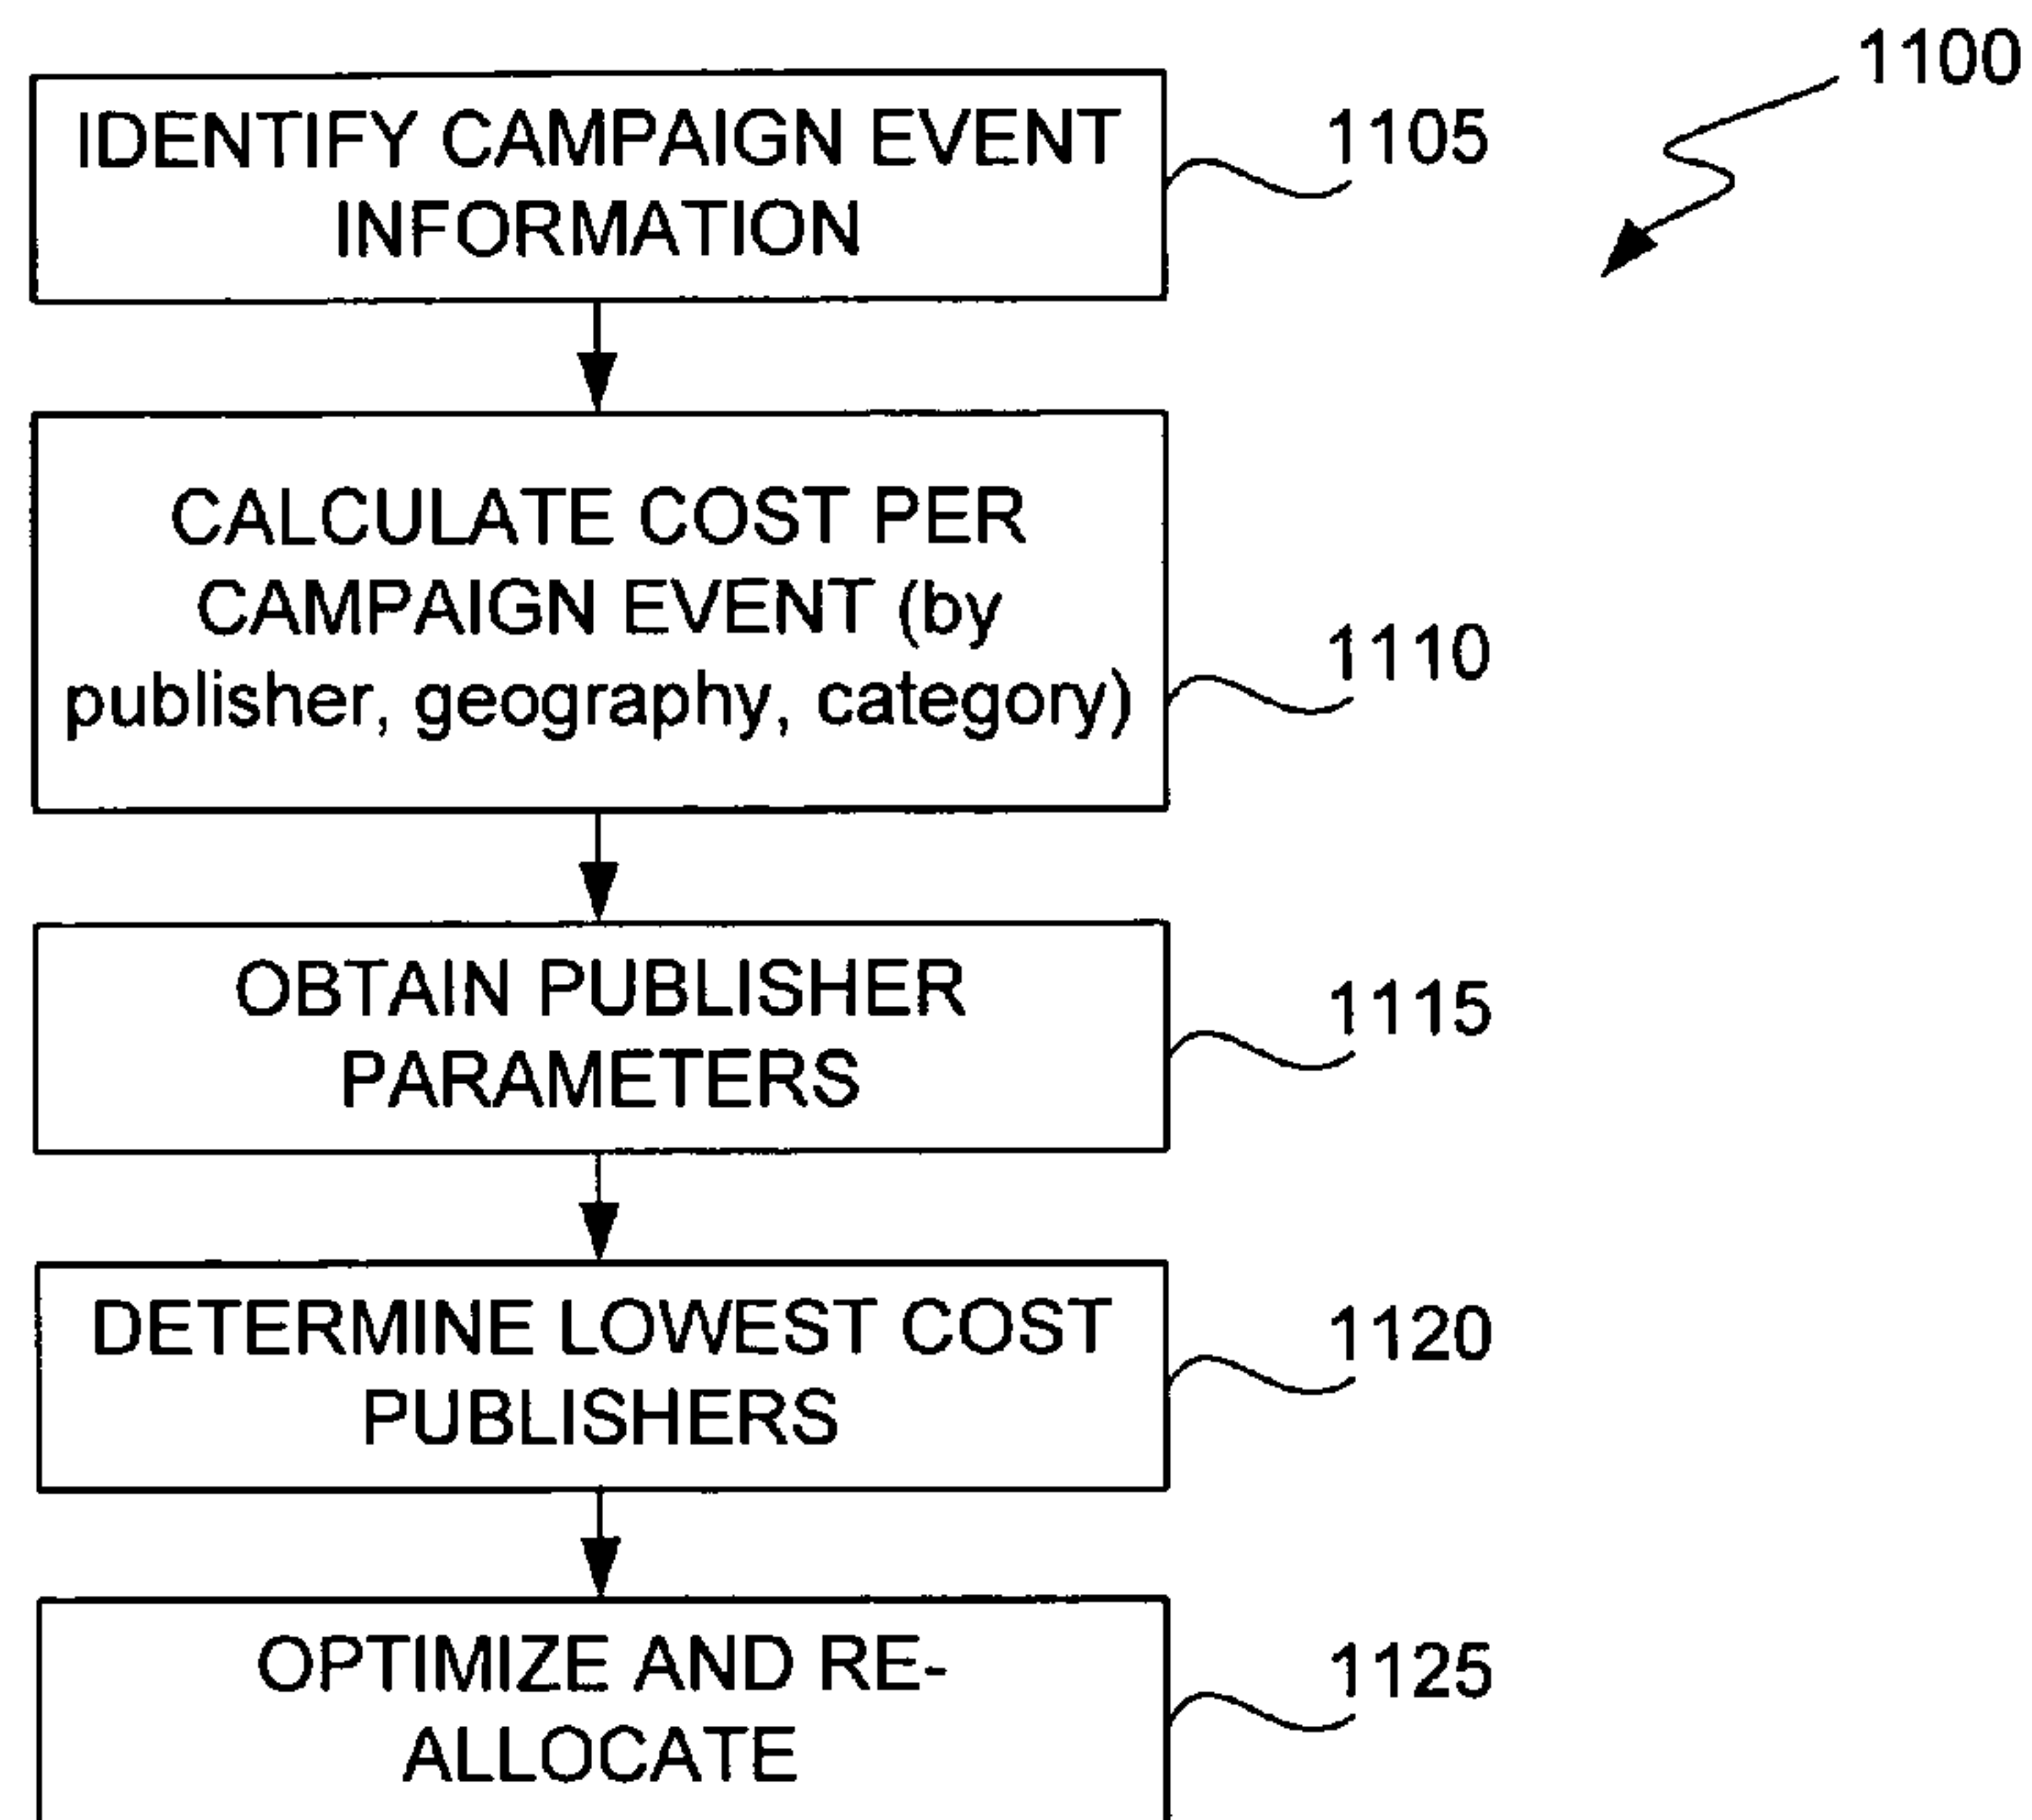 1100
IDENTIFY CAMPAIGN EVENT
INFORMATION
1105
CALCULATE COST PER
CAMPAIGN EVENT (by
publisher, geography, category)
1110
OBTAIN PUBLISHER
PARAMETERS
1115
DETERMINE LOWEST COST
PUBLISHERS
1120
OPTIMIZE AND RE-
ALLOCATE
1125